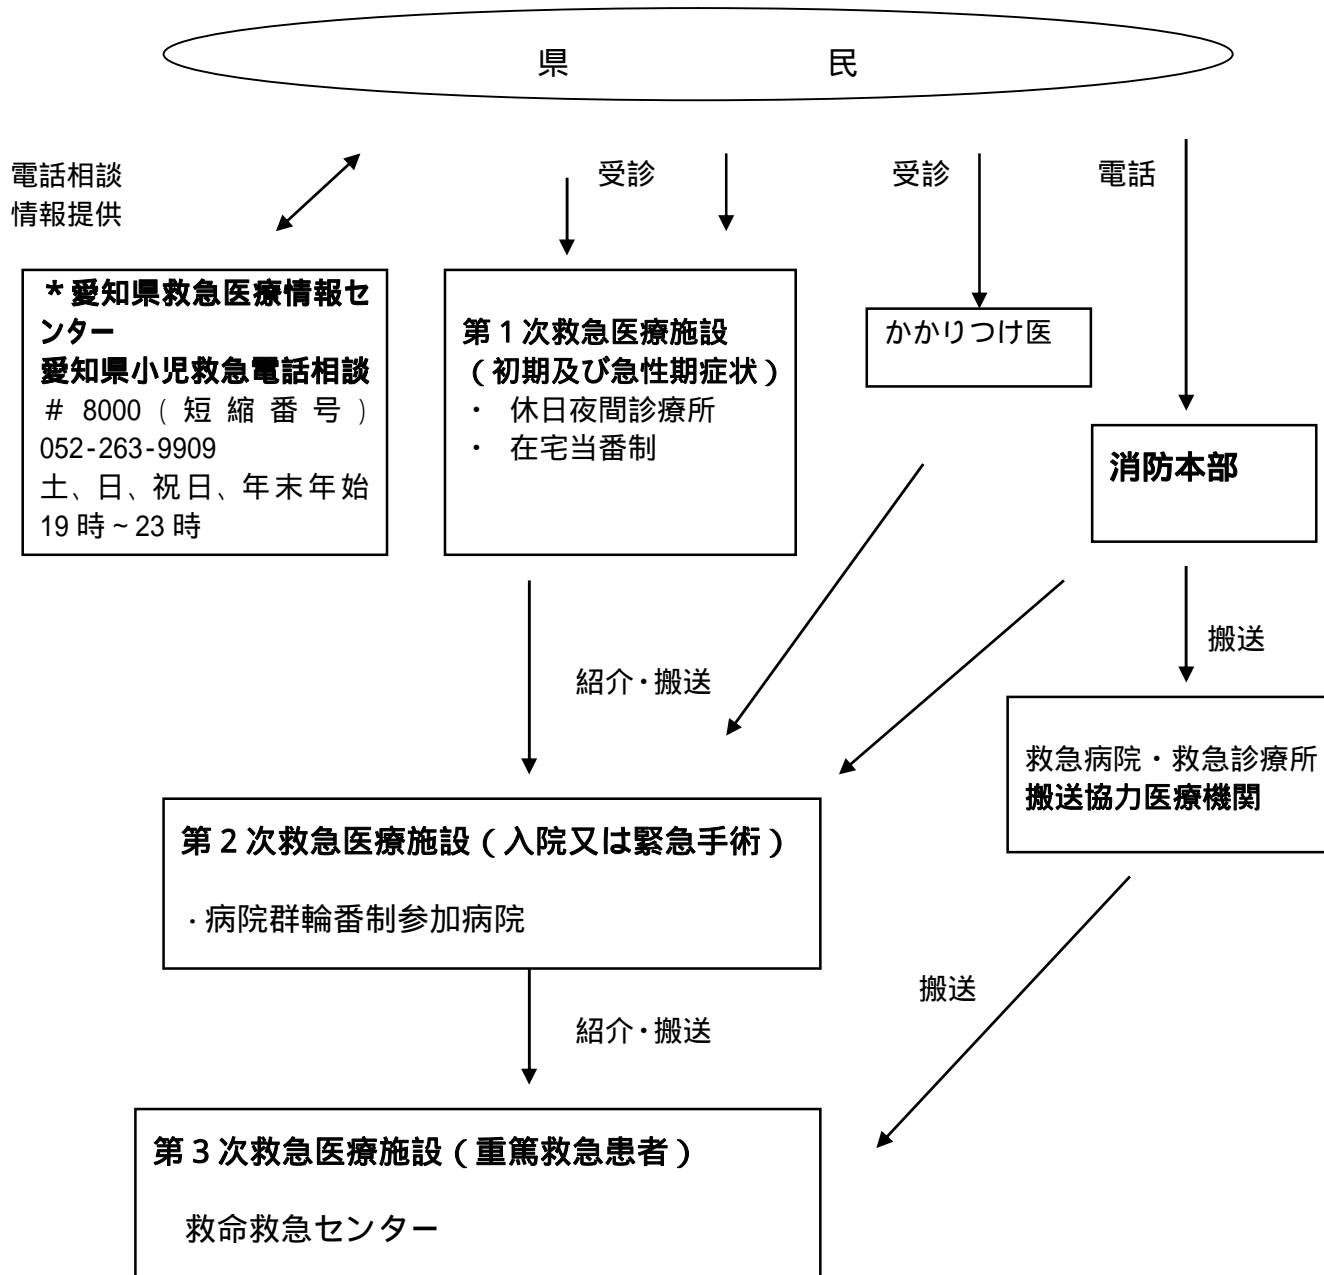 県　民
電話相談
情報提供
受診
受診
電話
＊愛知県救急医療情報セ
ンター
愛知県小児救急電話相談
＃8000（短縮番号）
052-263-9909
土、日、祝日、年末年始
19時~23時
第1次救急医療施設
（初期及び急性期症状）
・ 休日夜間診療所
・ 在宅当番制
かかりつけ医
消防本部
搬送
紹介・搬送
救急病院・救急診療所
搬送協力医療機関
第2次救急医療施設（入院又は緊急手術）
・病院群輪番制参加病院
搬送
紹介・搬送
第3次救急医療施設（重篤救急患者）
救命救急センター